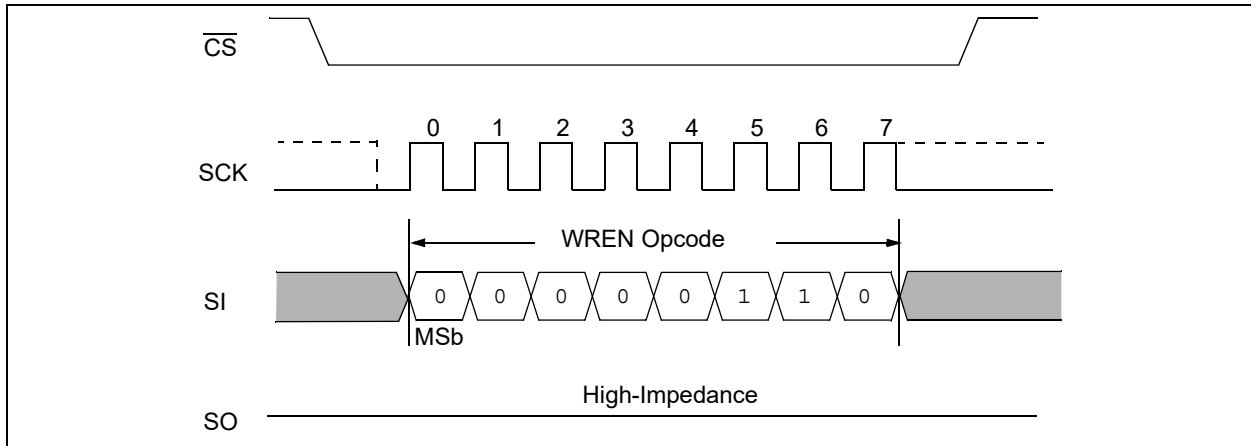 C̅S̅
0 1 2 3 4 5 6 7
SCK
WREN Opcode
SI 0 0 0 0 0 1 1 0
MSb
High-Impedance
SO